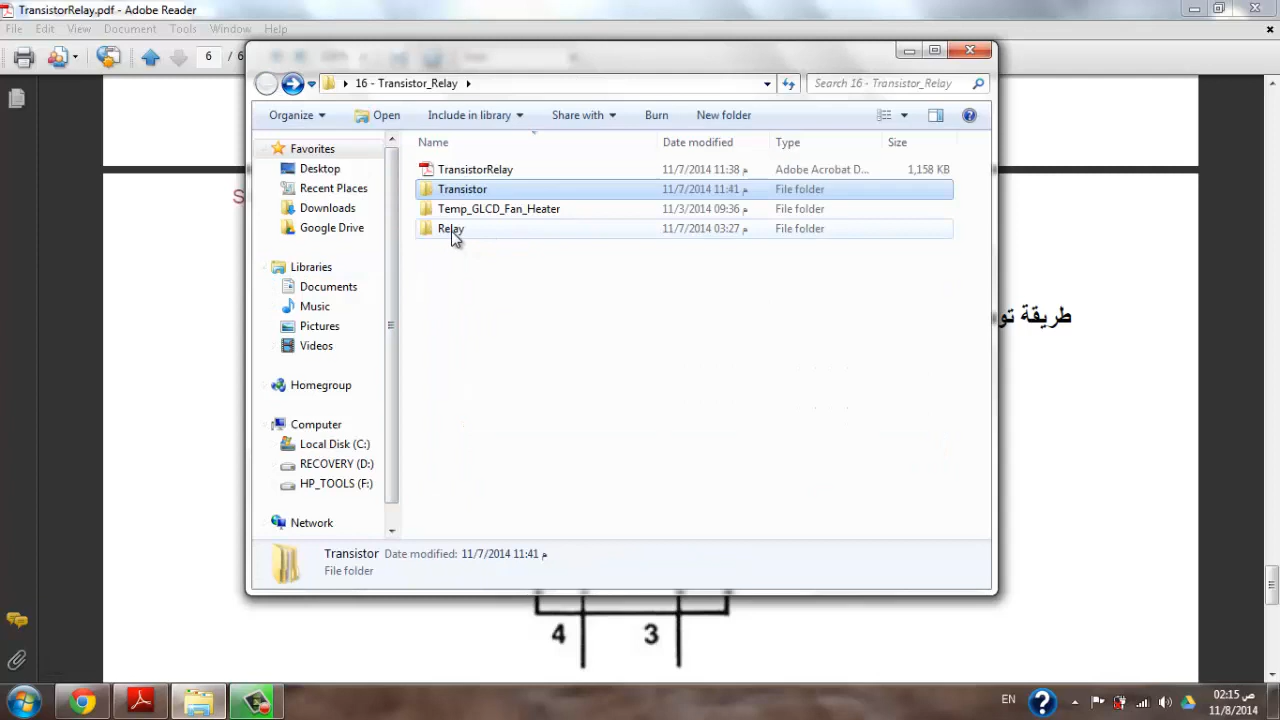 TransistorRelay.pdf - Adobe Reader
File Edit View Document Tools Window Help
6 / 6
16 - Transistor_Relay
Search 16 - Transistor_Relay
Organize Open Include in library Share with Burn New folder
Name Date modified Type Size
Favorites
Desktop
Recent Places
Downloads
Google Drive
Libraries
Documents
Music
Pictures
Videos
Homegroup
Computer
Local Disk (C:)
RECOVERY (D:)
HP_TOOLS (F:)
Network
TransistorRelay 11/7/2014 11:38 م Adobe Acrobat D... 1,158 KB
Transistor 11/7/2014 11:41 م File folder
Temp_GLCD_Fan_Heater 11/3/2014 09:36 م File folder
Relay 11/7/2014 03:27 م File folder
S
طريقة تو
Transistor Date modified: 11/7/2014 11:41 م
File folder
4 3
EN
02:15 ص
11/8/2014